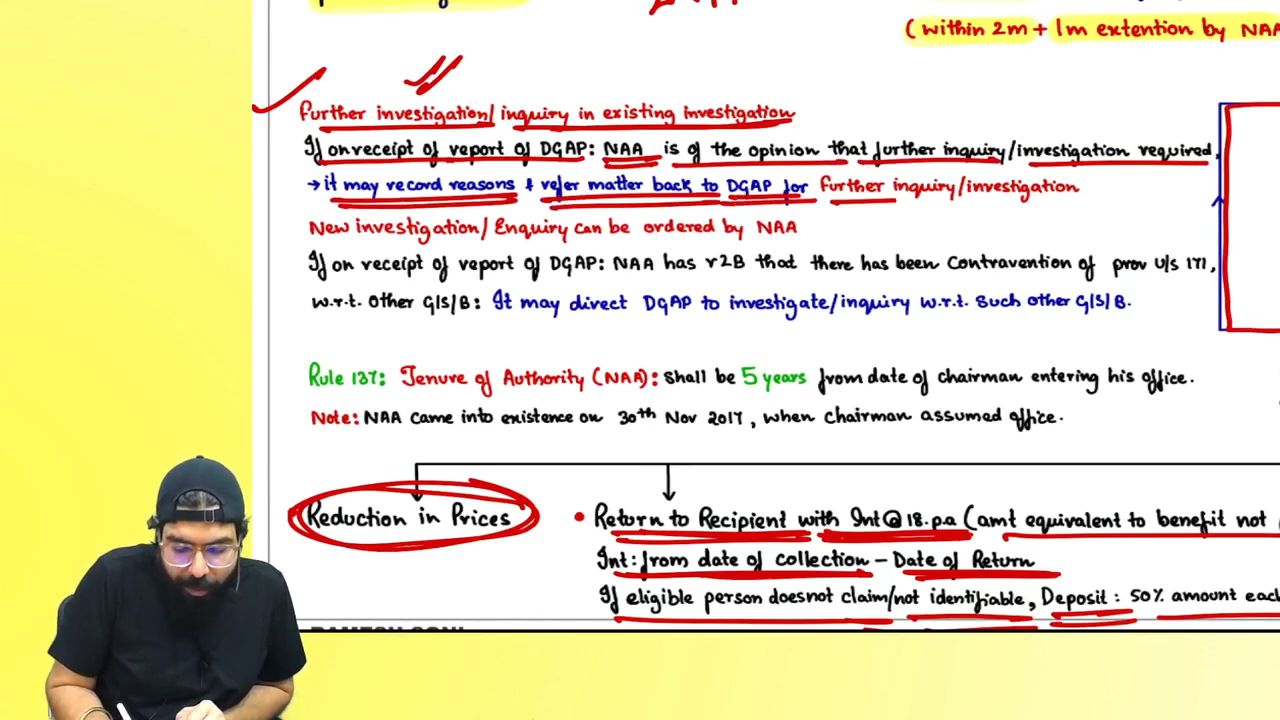 (within 2m + 1m extention by NAA
Further investigation/ inquiry in existing investigation
If on receipt of report of DGAP: NAA is of the opinion that further inquiry/investigation required,
→ it may record reasons & refer matter back to DGAP for further inquiry/investigation
New investigation/ Enquiry can be ordered by NAA
If on receipt of report of DGAP: NAA has r2B that there has been Contravention of prov u/s 171,
w.r.t. other G/S/B: It may direct DGAP to investigate/inquiry w.r.t. such other G/S/B.
Rule 137: Tenure of Authority (NAA): shall be 5 years from date of chairman entering his office.
Note: NAA came into existence on 30th Nov 2017, when Chairman assumed office.
Reduction in Prices
• Return to Recipient with Int@18.p.a (amt equivalent to benefit not
Int: from date of collection – Date of Return
If eligible person doesnot claim/not identifiable, Deposit: 50% amount each